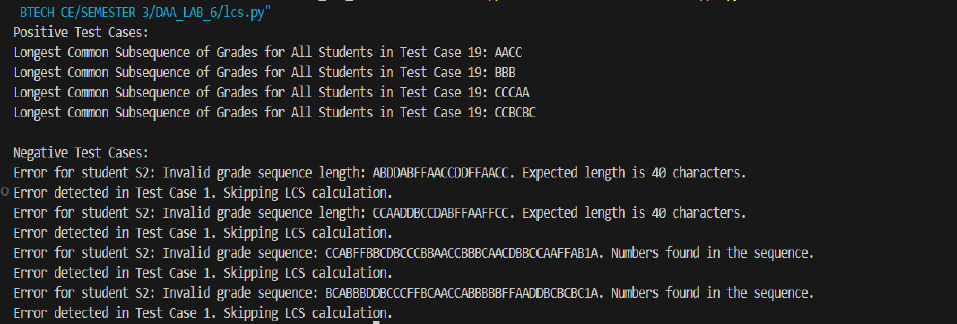 BTECH CE/SEMESTER 3/DAA_LAB_6/lcs.py"
Positive Test Cases:
Longest Common Subsequence of Grades for All Students in Test Case 19: AACC
Longest Common Subsequence of Grades for All Students in Test Case 19: BBB
Longest Common Subsequence of Grades for All Students in Test Case 19: CCCAA
Longest Common Subsequence of Grades for All Students in Test Case 19: CCBCBC
Negative Test Cases:
Error for student S2: Invalid grade sequence length: ABDDABFFAACCDDFFAACC. Expected length is 40 characters.
Error detected in Test Case 1. Skipping LCS calculation.
Error for student S2: Invalid grade sequence length: CCAADDBCCDABFFAAFFCC. Expected length is 40 characters.
Error detected in Test Case 1. Skipping LCS calculation.
Error for student S2: Invalid grade sequence: CCABFFBBCDBCCCBBAACCBBBCAACDBBCCAAFFAB1A. Numbers found in the sequence.
Error detected in Test Case 1. Skipping LCS calculation.
Error for student S2: Invalid grade sequence: BCABBBDDBCCCFFBCAACCABBBBBFFAADDBCBCBC1A. Numbers found in the sequence.
Error detected in Test Case 1. Skipping LCS calculation.